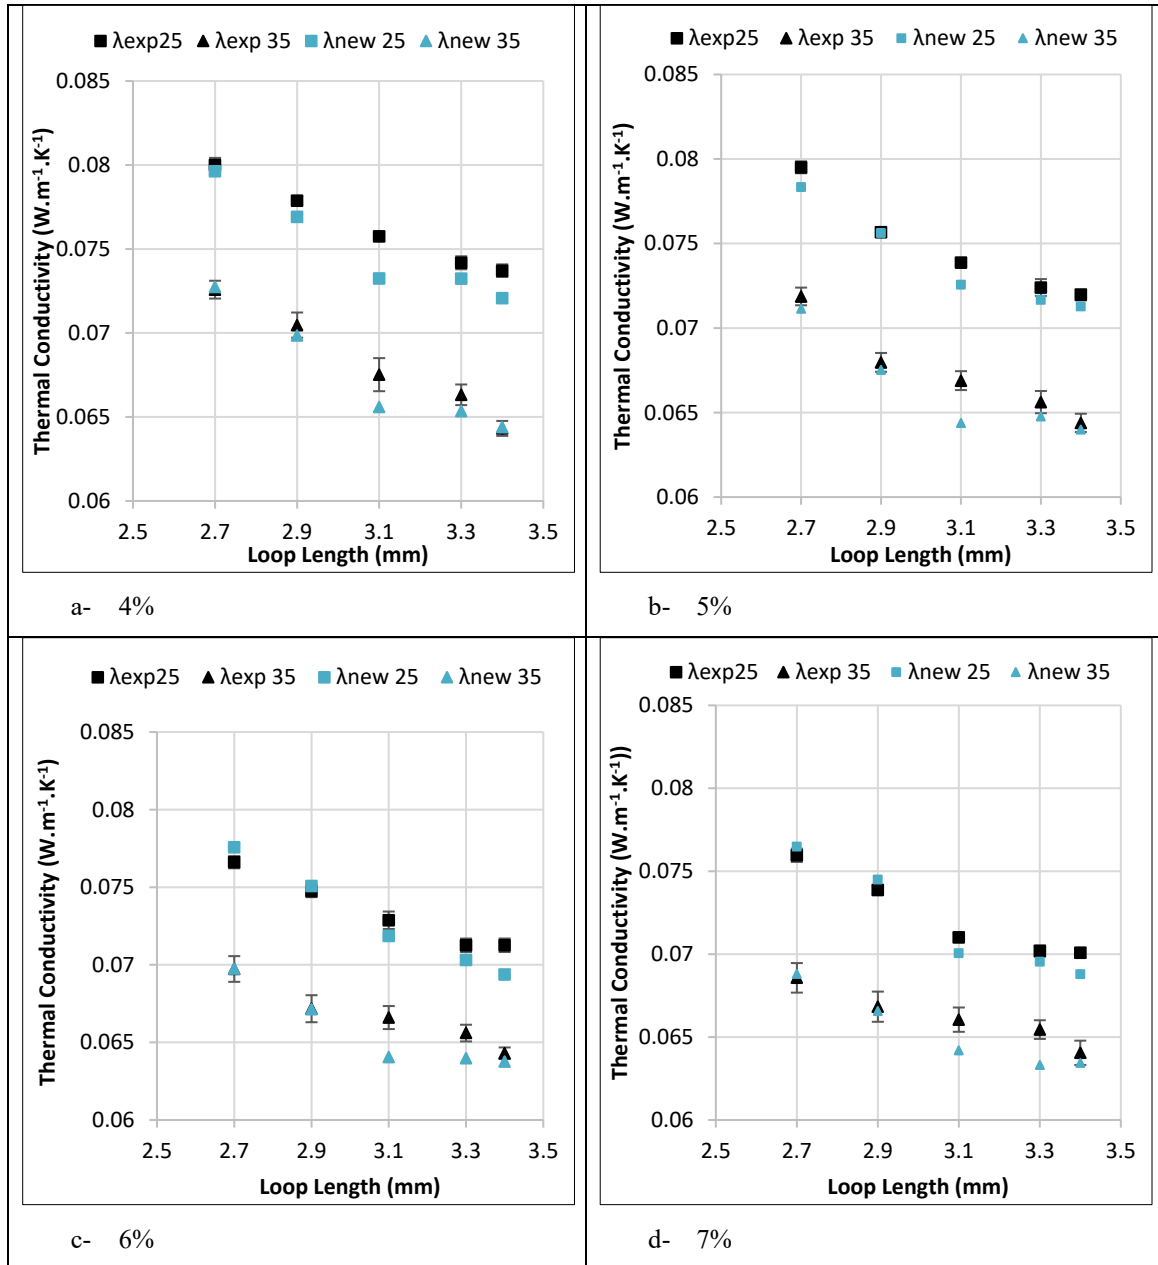 λexp25 λexp 35 λnew 25 λnew 35
0.085
0.08
0.075
0.07
0.065
0.06
Thermal Conductivity (W.m⁻¹.K⁻¹)
2.5 2.7 2.9 3.1 3.3 3.5
Loop Length (mm)
a- 4%
λexp25 λexp 35 λnew 25 λnew 35
0.085
0.08
0.075
0.07
0.065
0.06
Thermal Conductivity (W.m⁻¹.K⁻¹)
2.5 2.7 2.9 3.1 3.3 3.5
Loop Length (mm)
b- 5%
λexp25 λexp 35 λnew 25 λnew 35
0.085
0.08
0.075
0.07
0.065
0.06
Thermal Conductivity (W.m⁻¹.K⁻¹)
2.5 2.7 2.9 3.1 3.3 3.5
Loop Length (mm)
c- 6%
λexp25 λexp 35 λnew 25 λnew 35
0.085
0.08
0.075
0.07
0.065
0.06
Thermal Conductivity (W.m⁻¹.K⁻¹))
2.5 2.7 2.9 3.1 3.3 3.5
Loop Length (mm)
d- 7%